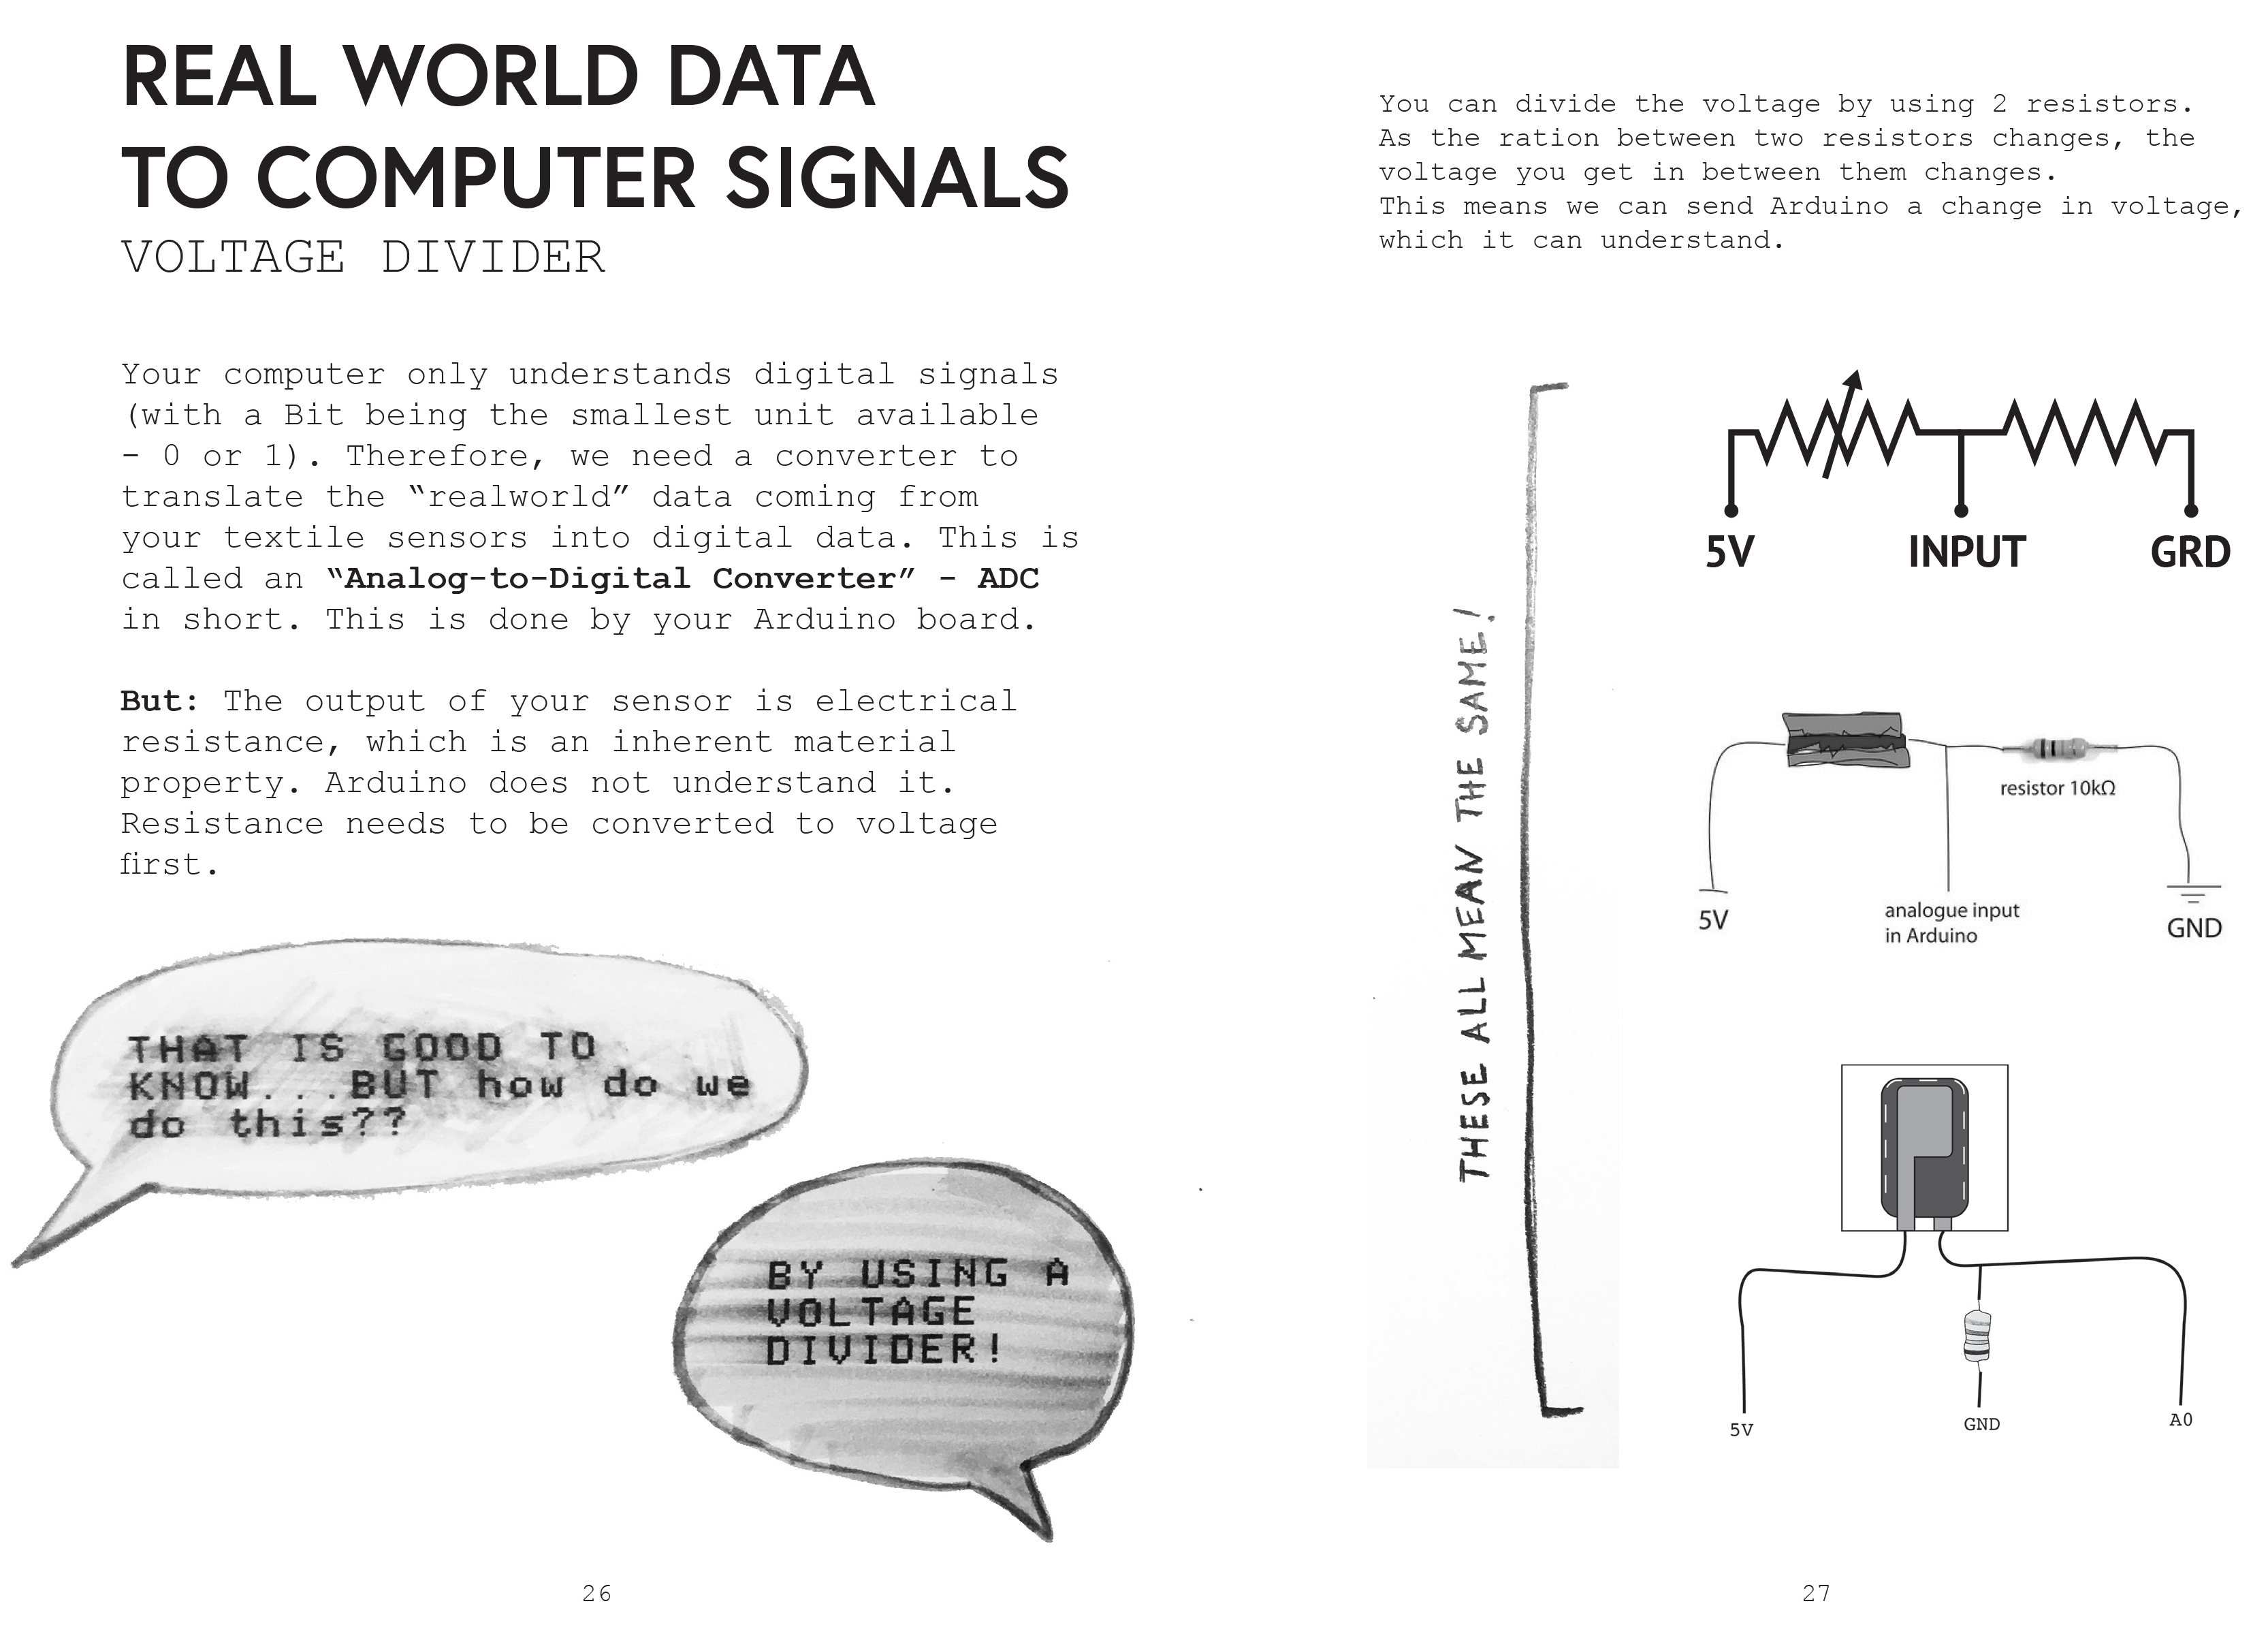 REAL WORLD DATA
TO COMPUTER SIGNALS
VOLTAGE DIVIDER
Your computer only understands digital signals
(with a Bit being the smallest unit available
- 0 or 1). Therefore, we need a converter to
translate the “realworld” data coming from
your textile sensors into digital data. This is
called an “Analog-to-Digital Converter” - ADC
in short. This is done by your Arduino board.
But: The output of your sensor is electrical
resistance, which is an inherent material
property. Arduino does not understand it.
Resistance needs to be converted to voltage
first.
THAT IS GOOD TO
KNOW...BUT how do we
do this??
BY USING A
VOLTAGE
DIVIDER!
26
You can divide the voltage by using 2 resistors.
As the ration between two resistors changes, the
voltage you get in between them changes.
This means we can send Arduino a change in voltage,
which it can understand.
THESE ALL MEAN THE SAME!
5V INPUT GRD
resistor 10kΩ
5V
analogue input
in Arduino
GND
5V GND A0
27